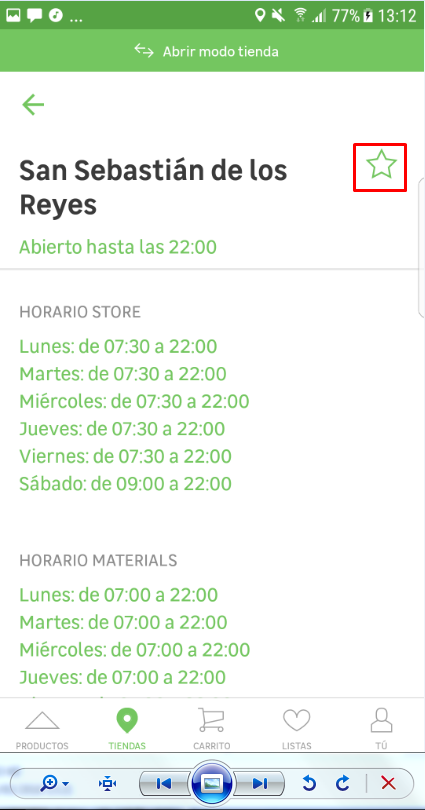 ... 77% 13:12
Abrir modo tienda
San Sebastián de los
Reyes
Abierto hasta las 22:00
HORARIO STORE
Lunes: de 07:30 a 22:00
Martes: de 07:30 a 22:00
Miércoles: de 07:30 a 22:00
Jueves: de 07:30 a 22:00
Viernes: de 07:30 a 22:00
Sábado: de 09:00 a 22:00
HORARIO MATERIALS
Lunes: de 07:00 a 22:00
Martes: de 07:00 a 22:00
Miércoles: de 07:00 a 22:00
Jueves: de 07:00 a 22:00
PRODUCTOS TIENDAS CARRITO LISTAS TÚ